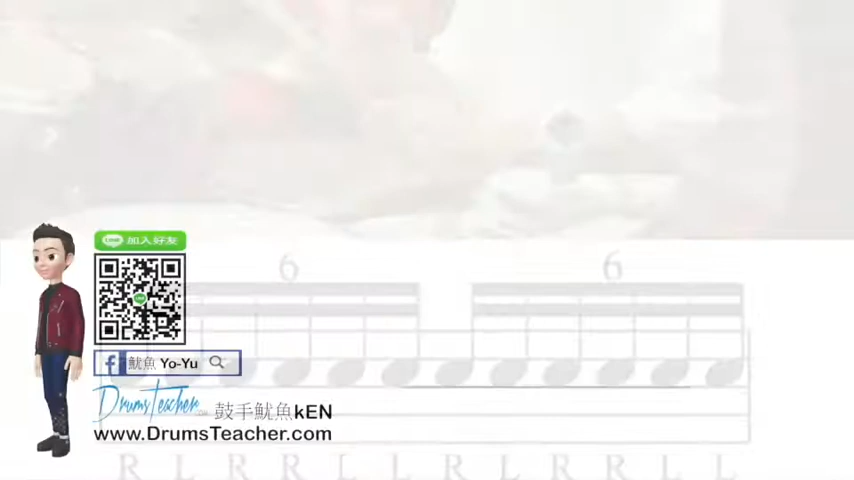 LINE 加入好友
6 6
f 魷魚 Yo-Yu
DrumsTeacher 鼓手魷魚kEN
www.DrumsTeacher.com
R L R R L L R L R R L L